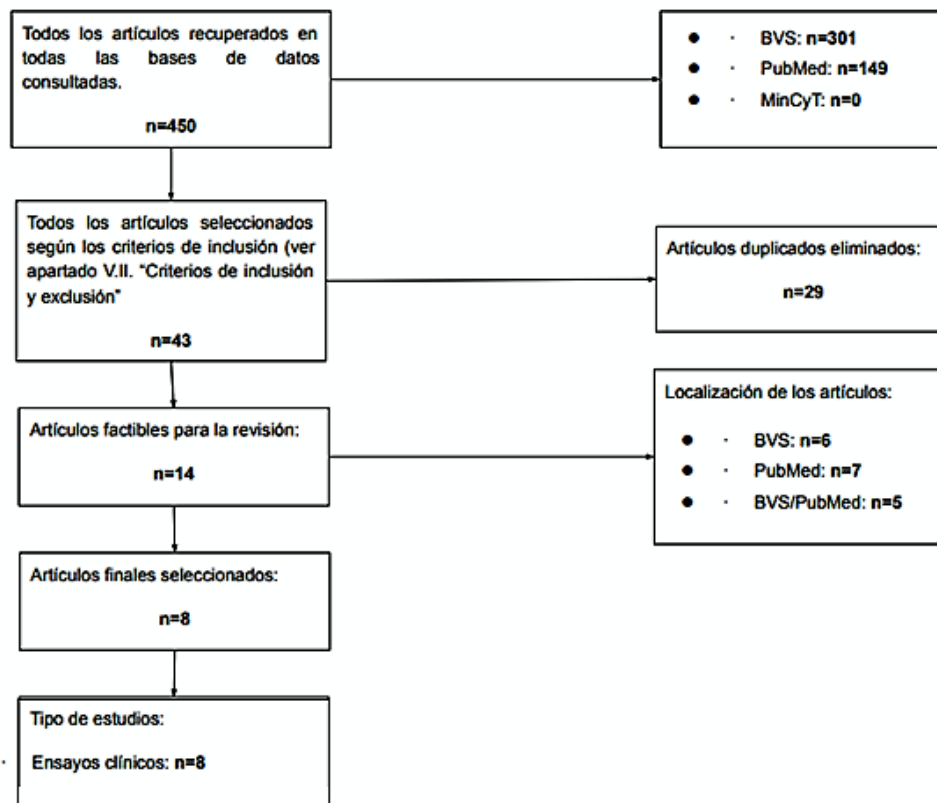 Todos los artículos recuperados en
todas las bases de datos
consultadas.
n=450
● · BVS: n=301
● · PubMed: n=149
● · MinCyT: n=0
Todos los artículos seleccionados
según los criterios de inclusión (ver
apartado V.II. “Criterios de inclusión
y exclusión”
n=43
Artículos duplicados eliminados:
n=29
Artículos factibles para la revisión:
n=14
Localización de los artículos:
● · BVS: n=6
● · PubMed: n=7
● · BVS/PubMed: n=5
Artículos finales seleccionados:
n=8
Tipo de estudios:
· Ensayos clínicos: n=8